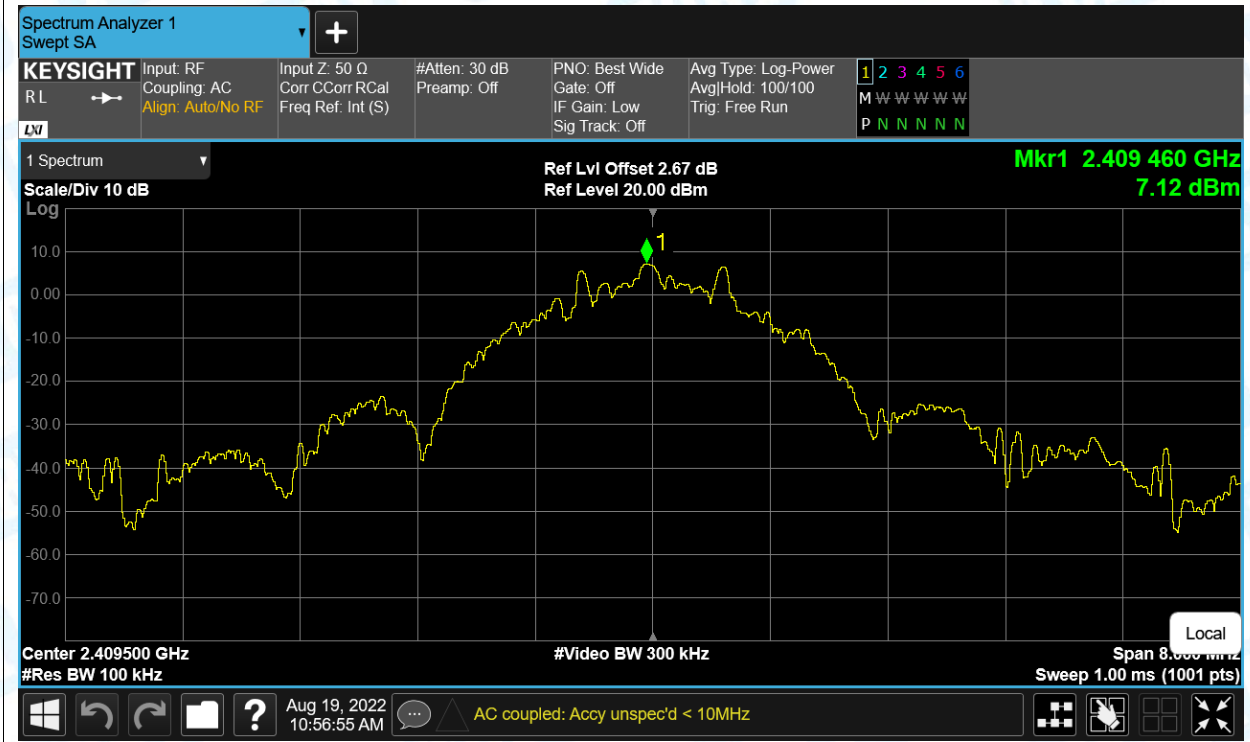 Spectrum Analyzer 1
Swept SA
KEYSIGHT
R L
LXI
Input: RF
Coupling: AC
Align: Auto/No RF
Input Z: 50 Ω
Corr CCorr RCal
Freq Ref: Int (S)
#Atten: 30 dB
Preamp: Off
PNO: Best Wide
Gate: Off
IF Gain: Low
Sig Track: Off
Avg Type: Log-Power
Avg|Hold: 100/100
Trig: Free Run
1 2 3 4 5 6
M W W W W W W
P N N N N N N
1 Spectrum
Scale/Div 10 dB
Log
Ref Lvl Offset 2.67 dB
Ref Level 20.00 dBm
Mkr1 2.409 460 GHz
7.12 dBm
1
10.0
0.00
-10.0
-20.0
-30.0
-40.0
-50.0
-60.0
-70.0
Local
Center 2.409500 GHz
#Video BW 300 kHz
Span 8.000 MHz
#Res BW 100 kHz
Sweep 1.00 ms (1001 pts)
?
Aug 19, 2022
10:56:55 AM
AC coupled: Accy unspec'd < 10MHz